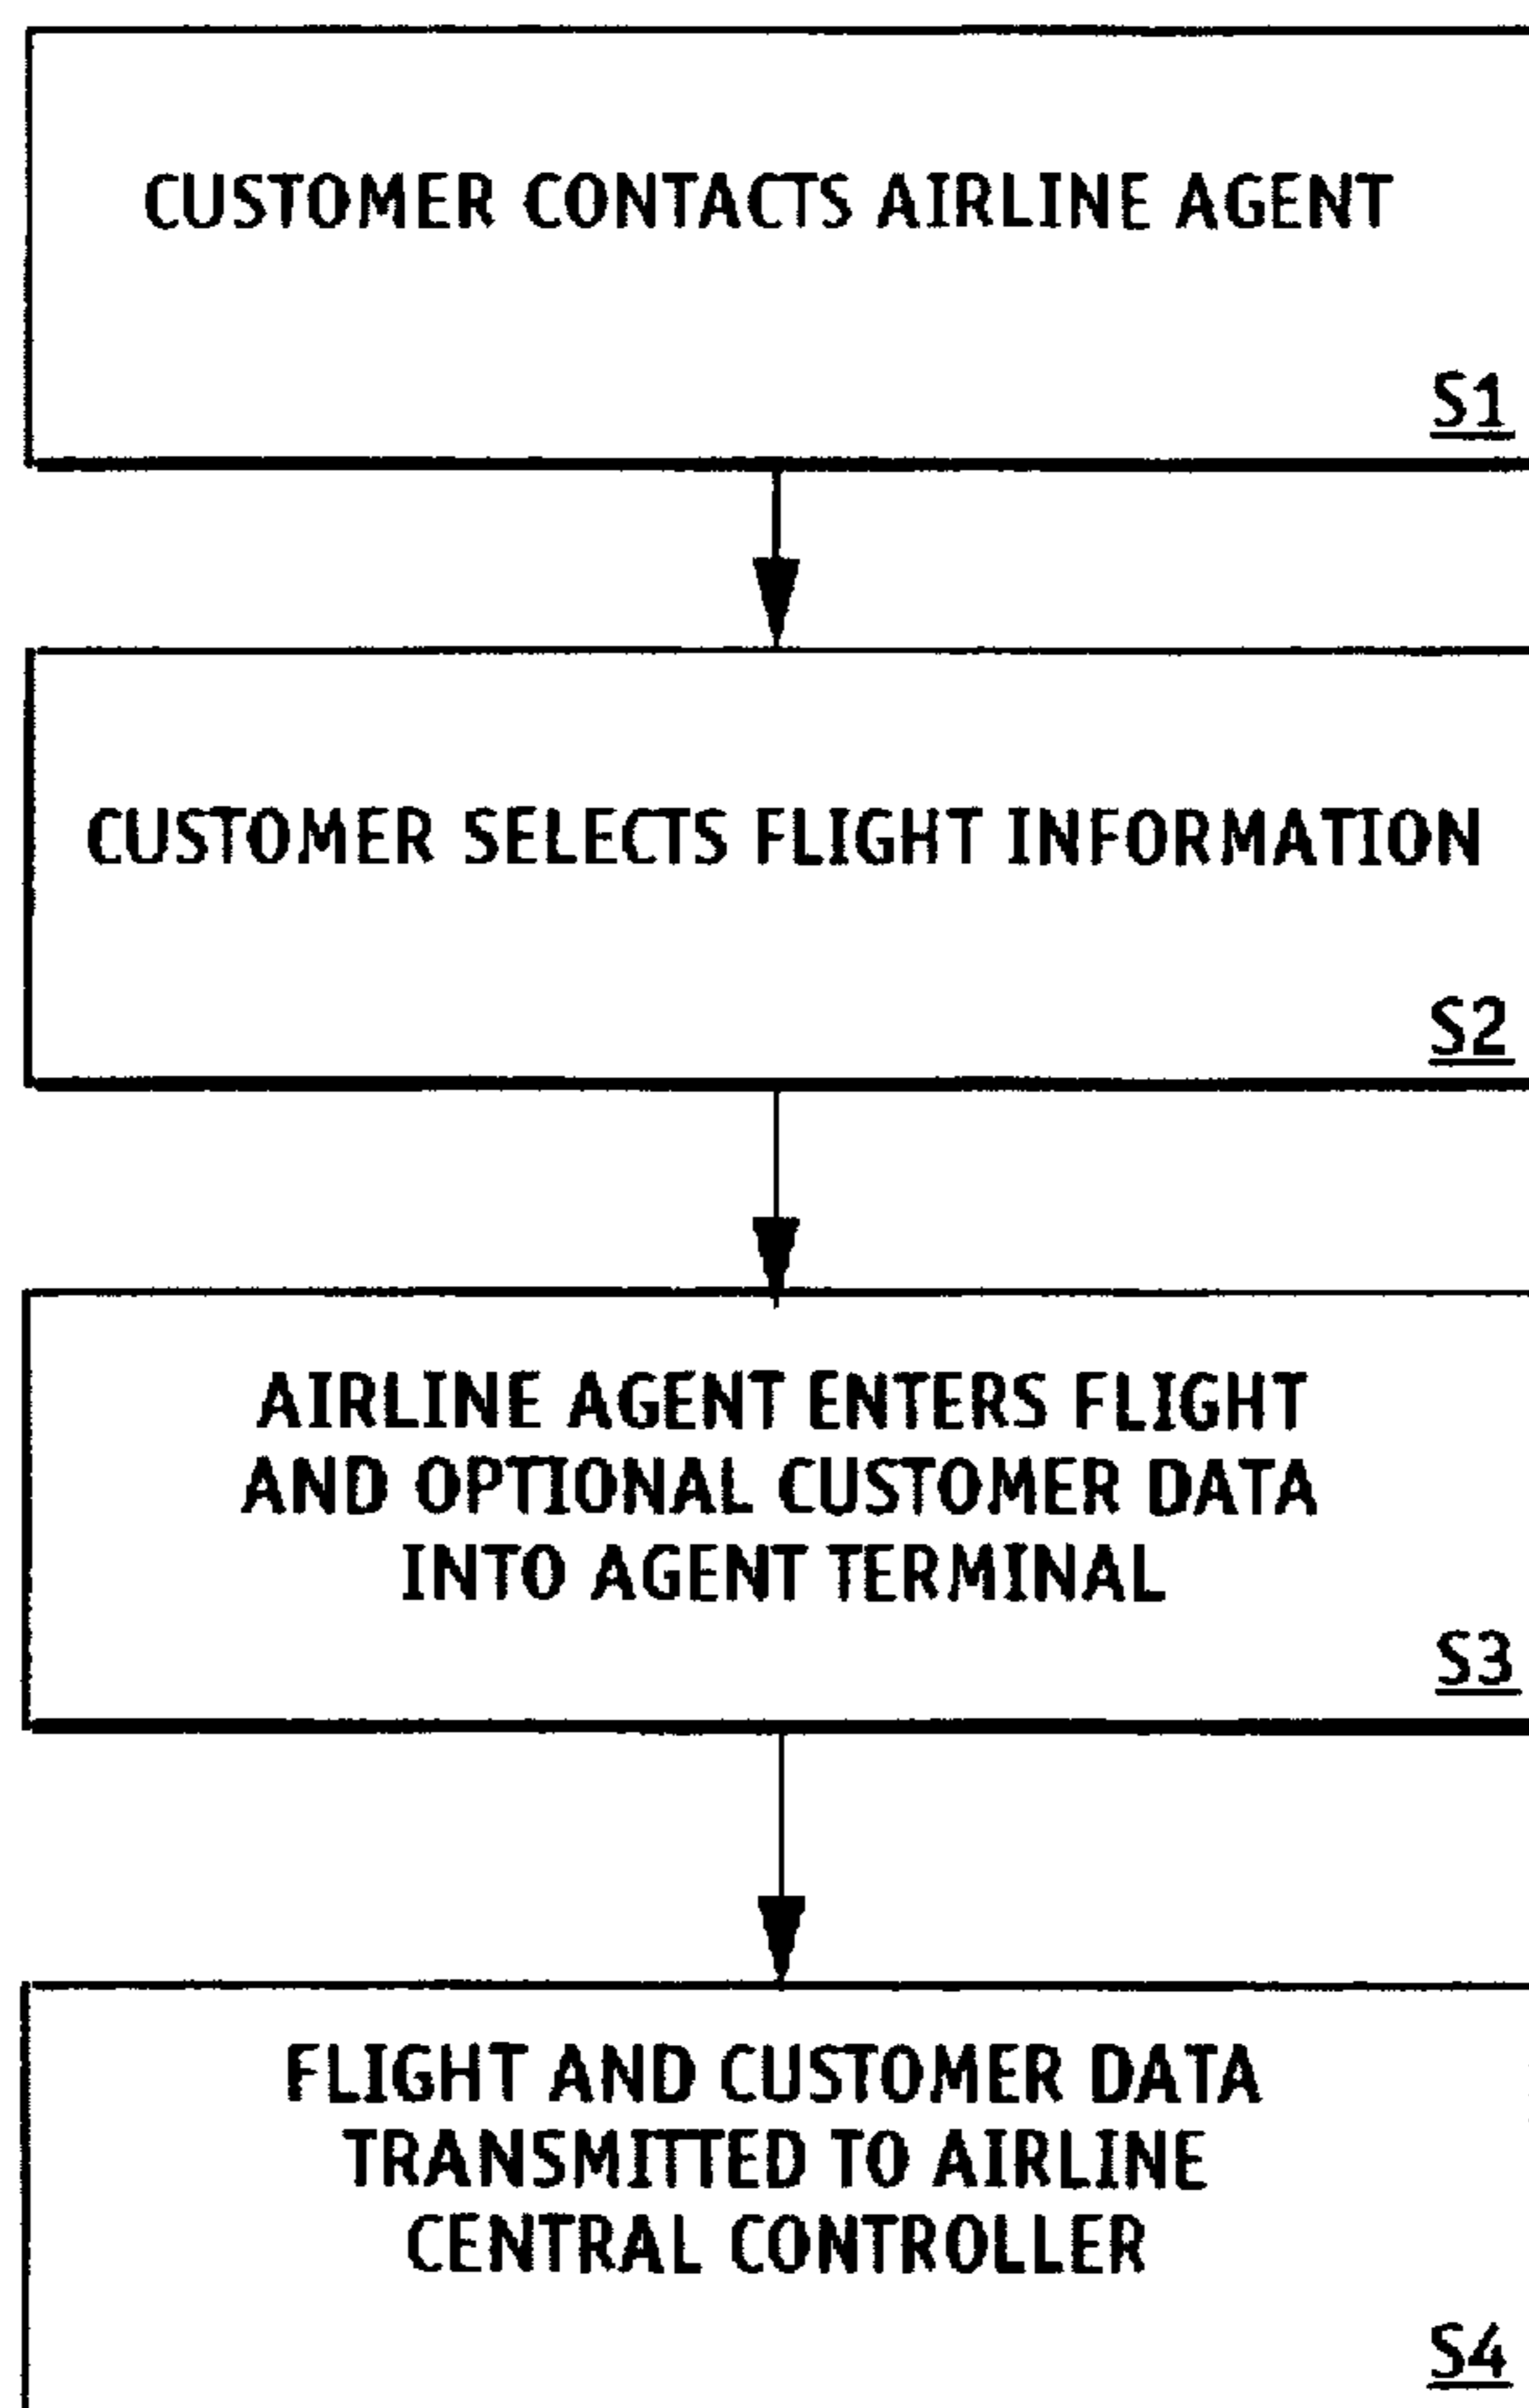 CUSTOMER CONTACTS AIRLINE AGENT
S1
CUSTOMER SELECTS FLIGHT INFORMATION
S2
AIRLINE AGENT ENTERS FLIGHT
AND OPTIONAL CUSTOMER DATA
INTO AGENT TERMINAL
S3
FLIGHT AND CUSTOMER DATA
TRANSMITTED TO AIRLINE
CENTRAL CONTROLLER
S4